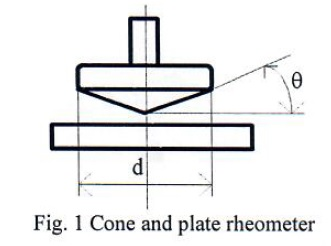 θ
d
Fig. 1 Cone and plate rheometer